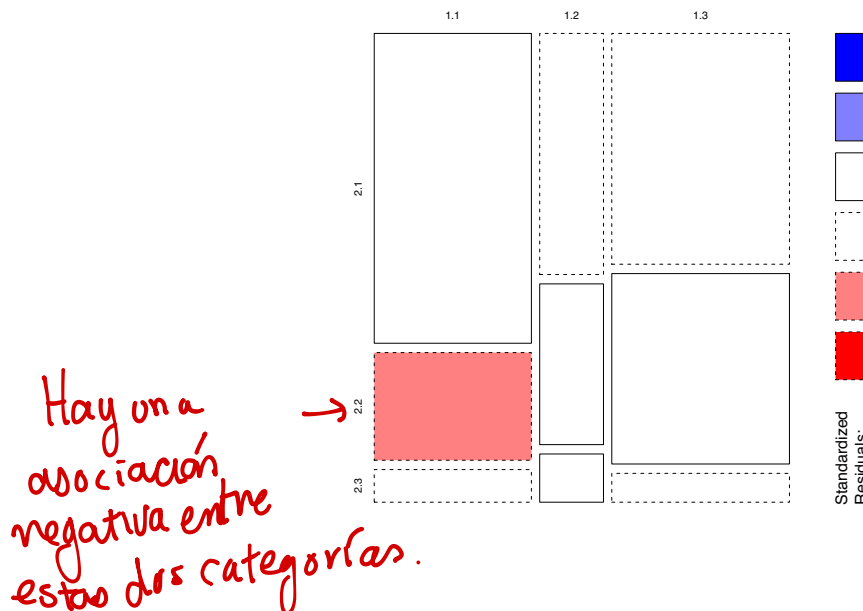 1.1 1.2 1.3
2.1
2.2
2.3
Hay una
asociación
negativa entre
estas dos categorías.
Standardized
Residuals: